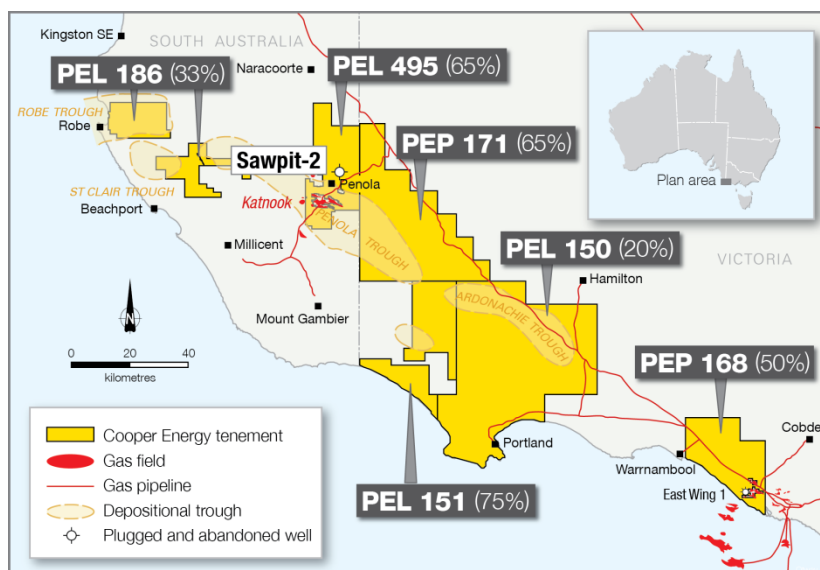 Kingston SE
SOUTH AUSTRALIA
Naracoorte
PEL 186 (33%)
PEL 495 (65%)
ROBE TROUGH
Robe
Sawpit-2
PEP 171 (65%)
Plan area
Penola
ST CLAIR TROUGH
Beachport
Katnook
PENOLA TROUGH
Millicent
PEL 150 (20%)
VICTORIA
Hamilton
ARDONACHIE TROUGH
Mount Gambier
N
0 20 40
kilometres
PEP 168 (50%)
Cobde
Portland
Warrnambool
East Wing 1
PEL 151 (75%)
Cooper Energy tenement
Gas field
Gas pipeline
Depositional trough
Plugged and abandoned well